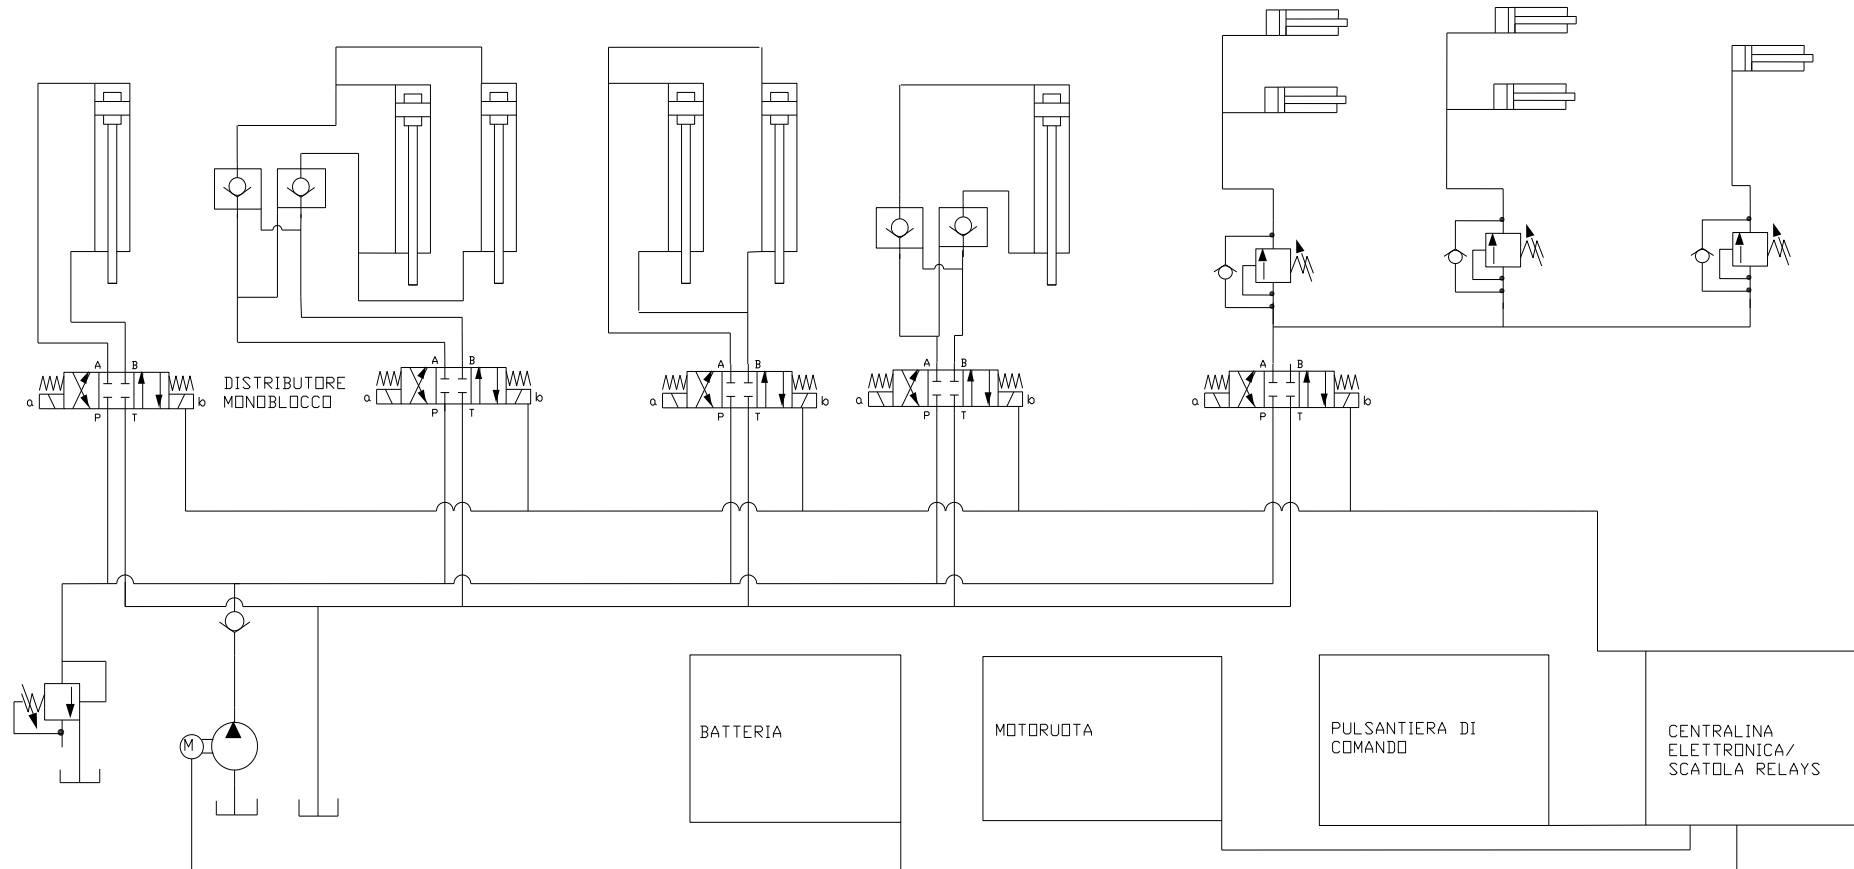 A B
a b
P T
DISTRIBUTORE
MONOBLOCCO
A B
a b
P T
A B
a b
P T
A B
a b
P T
A B
a b
P T
M
BATTERIA
MOTORUOTA
PULSANTIERA DI
COMANDO
CENTRALINA
ELETTRONICA/
SCATOLA RELAYS